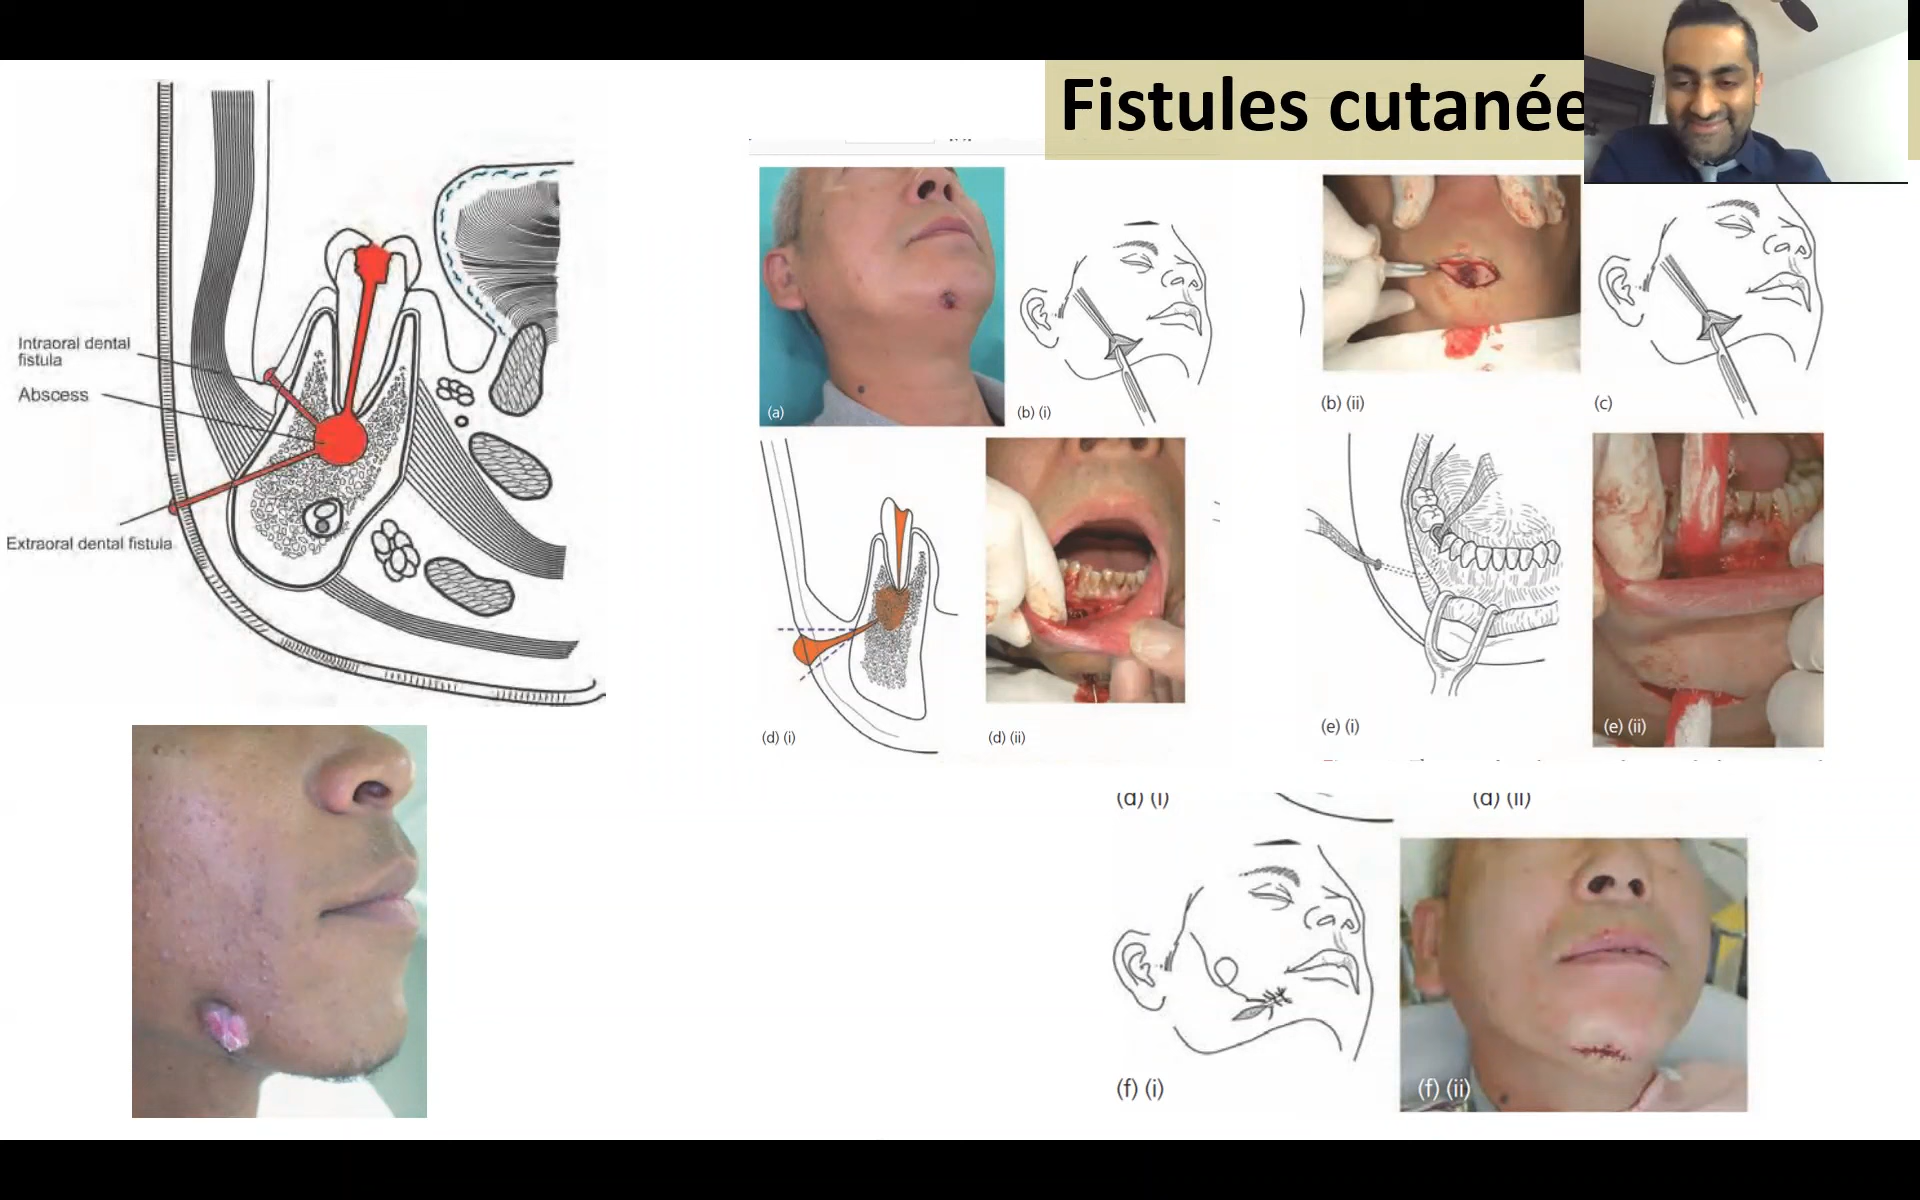 Fistules cutanée
Intraoral dental
fistula
Abscess
Extraoral dental fistula
(a)
(b) (i)
(b) (ii)
(c)
(d) (i)
(d) (ii)
(e) (i)
(e) (ii)
(d) (i)
(d) (ii)
(f) (i)
(f) (ii)